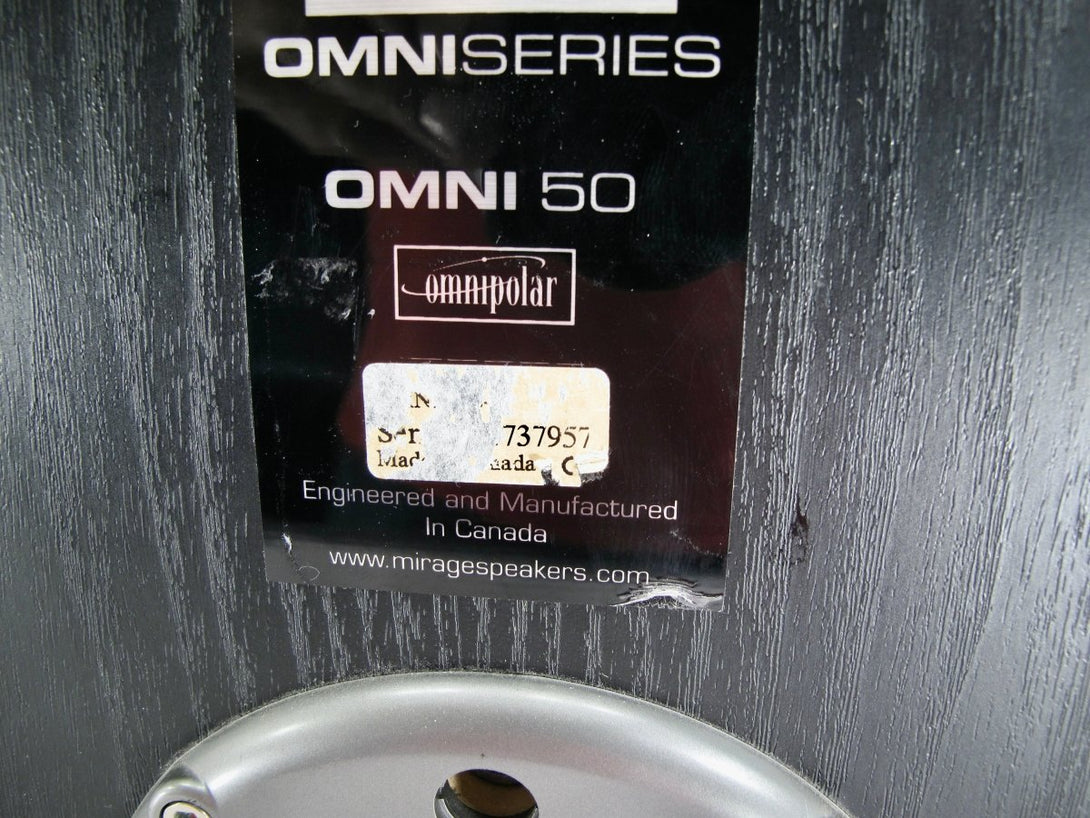 OMNISERIES
OMNI 50
omnipolar
737957
Engineered and Manufactured
In Canada
www.miragespeakers.com